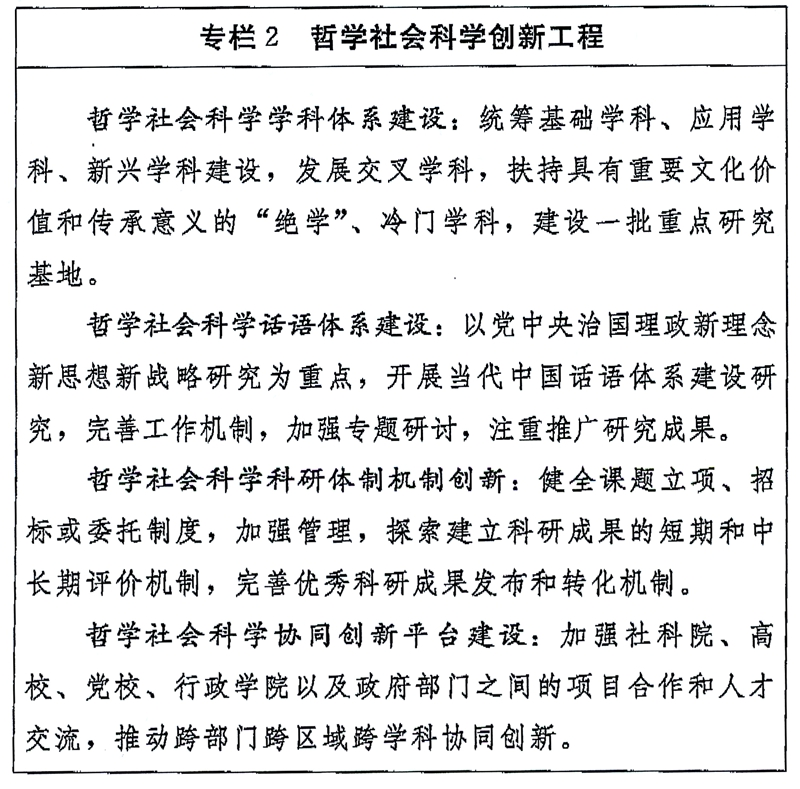 专栏2 哲学社会科学创新工程
哲学社会科学学科体系建设：统筹基础学科、应用学
科、新兴学科建设，发展交叉学科，扶持具有重要文化价
值和传承意义的“绝学”、冷门学科，建设一批重点研究
基地。
哲学社会科学话语体系建设：以党中央治国理政新理念
新思想新战略研究为重点，开展当代中国话语体系建设研
究，完善工作机制，加强专题研讨，注重推广研究成果。
哲学社会科学科研体制机制创新：健全课题立项、招
标或委托制度，加强管理，探索建立科研成果的短期和中
长期评价机制，完善优秀科研成果发布和转化机制。
哲学社会科学协同创新平台建设：加强社科院、高
校、党校、行政学院以及政府部门之间的项目合作和人才
交流，推动跨部门跨区域跨学科协同创新。